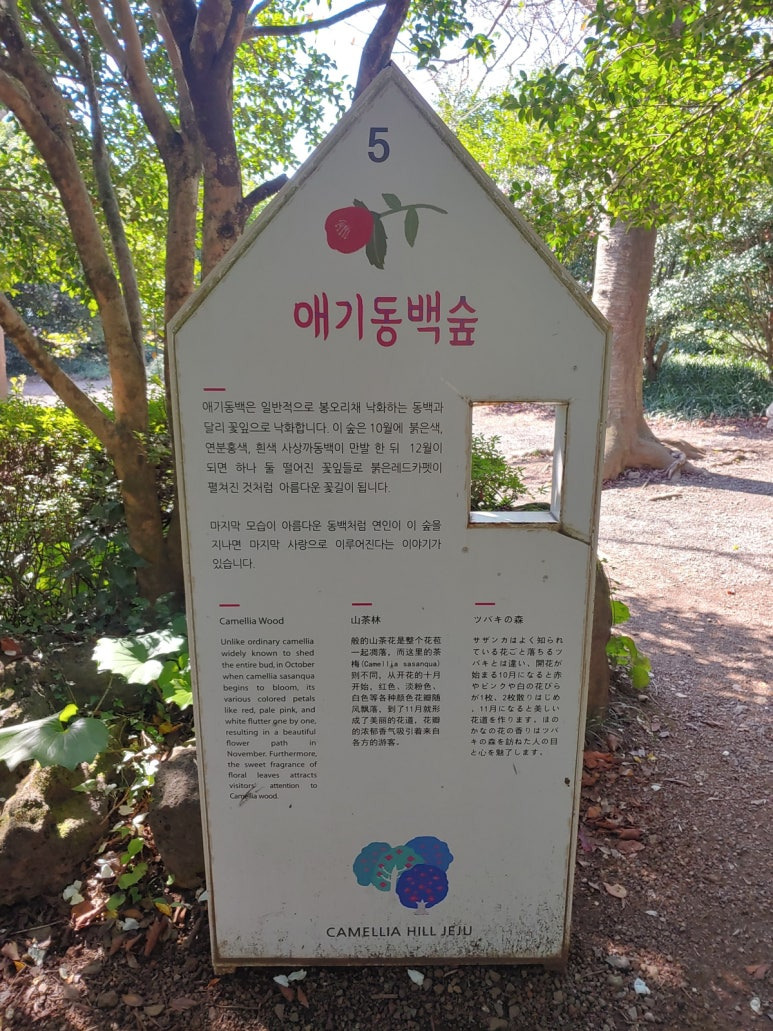 5
애기동백숲
애기동백은 일반적으로 봉오리채 낙화하는 동백과
달리 꽃잎으로 낙화합니다. 이 숲은 10월에 붉은색,
연분홍색, 흰색 사상까동백이 만발 한 뒤 12월이
되면 하나 둘 떨어진 꽃잎들로 붉은레드카펫이
펼쳐진 것처럼 아름다운 꽃길이 됩니다.
마지막 모습이 아름다운 동백처럼 연인이 이 숲을
지나면 마지막 사랑으로 이루어진다는 이야기가
있습니다.
Camellia Wood
Unlike ordinary camellia
widely known to shed
the entire bud, in October
when camellia sasanqua
begins to bloom, its
various colored petals
like red, pale pink, and
white flutter one by one,
resulting in a beautiful
flower path in
November. Furthermore,
the sweet fragrance of
floral leaves attracts
visitors' attention to
Camellia wood.
山茶林
般的山茶花是整个花苞
一起凋落, 而这里的茶
梅(Camellia sasanqua)
则不同, 从开花的十月
开始, 红色、淡粉色、
白色等各种颜色花瓣随
风飘落, 到了11月就形
成了美丽的花道, 花瓣
的浓郁香气吸引着来自
各方的游客。
ツバキの森
サザンカはよく知られ
ている花ごと落ちるツ
バキとは違い、開花が
始まる10月になると赤
やピンクや白の花びら
が1枚、2枚散りはじめ
、11月になると美しい
花道を作ります。ほの
かなの花の香りはツバ
キの森を訪ねた人の目
と心を魅了します。
CAMELLIA HILL JEJU